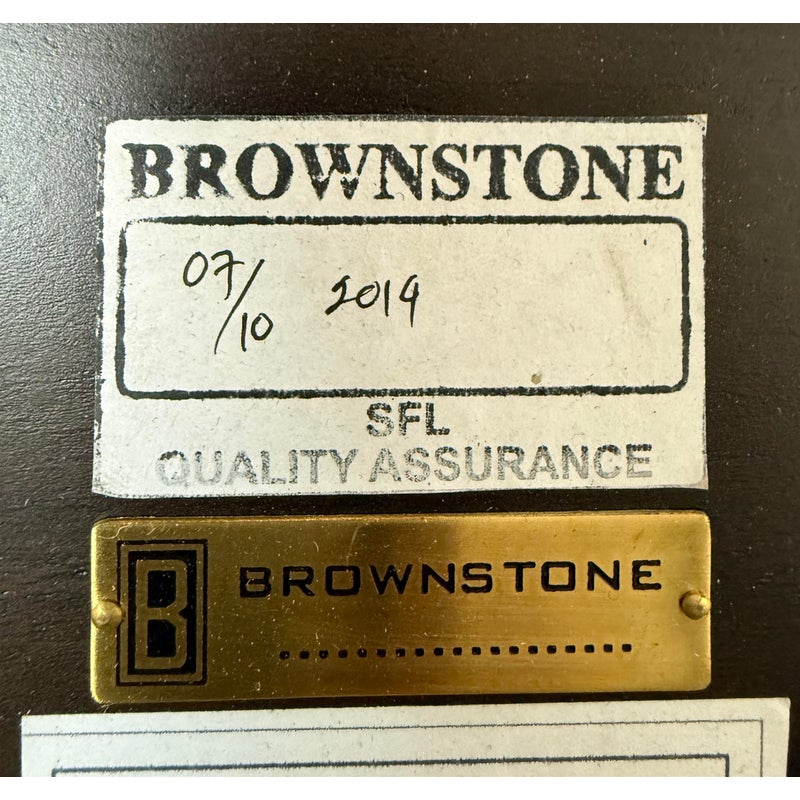 BROWNSTONE
07/10 2014
SFL
QUALITY ASSURANCE
B BROWNSTONE